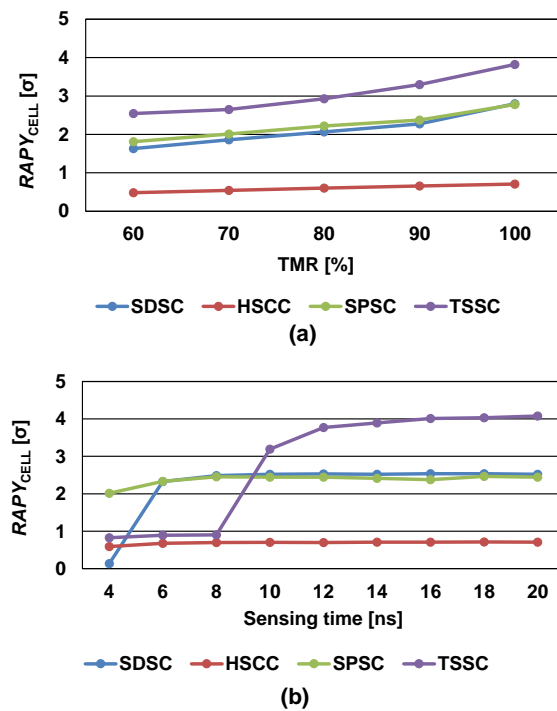 5
4
3
2
1
0
RAPY_CELL [σ]
60 70 80 90 100
TMR [%]
SDSC HSCC SPSC TSSC
(a)
5
4
3
2
1
0
RAPY_CELL [σ]
4 6 8 10 12 14 16 18 20
Sensing time [ns]
SDSC HSCC SPSC TSSC
(b)